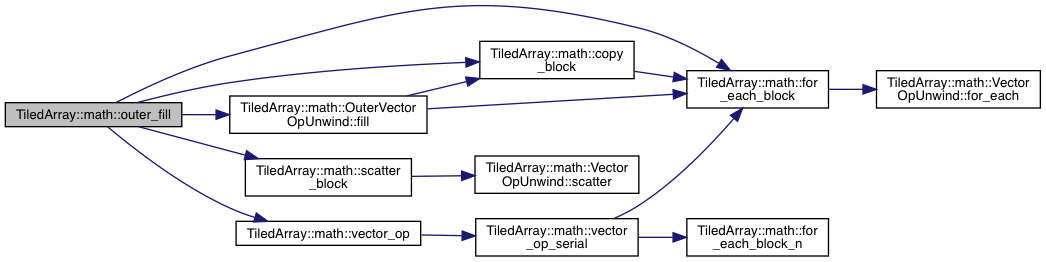 TiledArray::math::outer_fill
TiledArray::math::OuterVector
OpUnwind::fill
TiledArray::math::scatter
_block
TiledArray::math::vector_op
TiledArray::math::copy
_block
TiledArray::math::Vector
OpUnwind::scatter
TiledArray::math::vector
_op_serial
TiledArray::math::for
_each_block
TiledArray::math::for
_each_block_n
TiledArray::math::Vector
OpUnwind::for_each